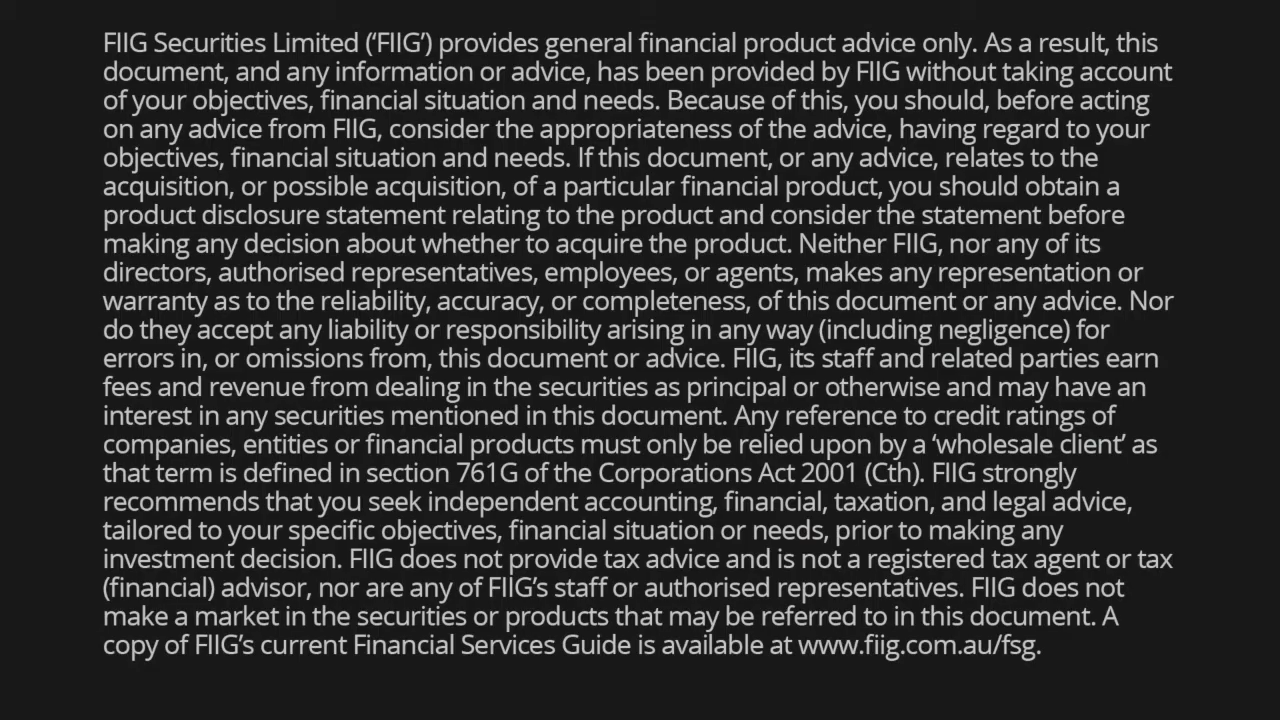 FIIG Securities Limited (‘FIIG’) provides general financial product advice only. As a result, this
document, and any information or advice, has been provided by FIIG without taking account
of your objectives, financial situation and needs. Because of this, you should, before acting
on any advice from FIIG, consider the appropriateness of the advice, having regard to your
objectives, financial situation and needs. If this document, or any advice, relates to the
acquisition, or possible acquisition, of a particular financial product, you should obtain a
product disclosure statement relating to the product and consider the statement before
making any decision about whether to acquire the product. Neither FIIG, nor any of its
directors, authorised representatives, employees, or agents, makes any representation or
warranty as to the reliability, accuracy, or completeness, of this document or any advice. Nor
do they accept any liability or responsibility arising in any way (including negligence) for
errors in, or omissions from, this document or advice. FIIG, its staff and related parties earn
fees and revenue from dealing in the securities as principal or otherwise and may have an
interest in any securities mentioned in this document. Any reference to credit ratings of
companies, entities or financial products must only be relied upon by a ‘wholesale client’ as
that term is defined in section 761G of the Corporations Act 2001 (Cth). FIIG strongly
recommends that you seek independent accounting, financial, taxation, and legal advice,
tailored to your specific objectives, financial situation or needs, prior to making any
investment decision. FIIG does not provide tax advice and is not a registered tax agent or tax
(financial) advisor, nor are any of FIIG’s staff or authorised representatives. FIIG does not
make a market in the securities or products that may be referred to in this document. A
copy of FIIG’s current Financial Services Guide is available at www.fiig.com.au/fsg.